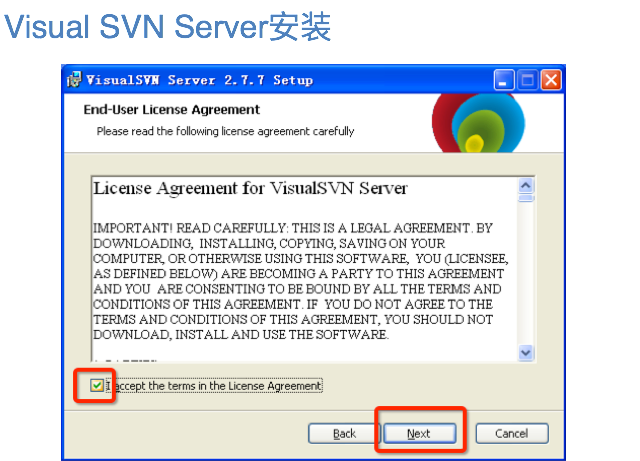 Visual SVN Server安装
VisualSVN Server 2.7.7 Setup
End-User License Agreement
Please read the following license agreement carefully
License Agreement for VisualSVN Server
IMPORTANT! READ CAREFULLY: THIS IS A LEGAL AGREEMENT. BY
DOWNLOADING, INSTALLING, COPYING, SAVING ON YOUR
COMPUTER, OR OTHERWISE USING THIS SOFTWARE, YOU (LICENSEE,
AS DEFINED BELOW) ARE BECOMING A PARTY TO THIS AGREEMENT
AND YOU ARE CONSENTING TO BE BOUND BY ALL THE TERMS AND
CONDITIONS OF THIS AGREEMENT. IF YOU DO NOT AGREE TO THE
TERMS AND CONDITIONS OF THIS AGREEMENT, YOU SHOULD NOT
DOWNLOAD, INSTALL AND USE THE SOFTWARE.
I accept the terms in the License Agreement
Back Next Cancel